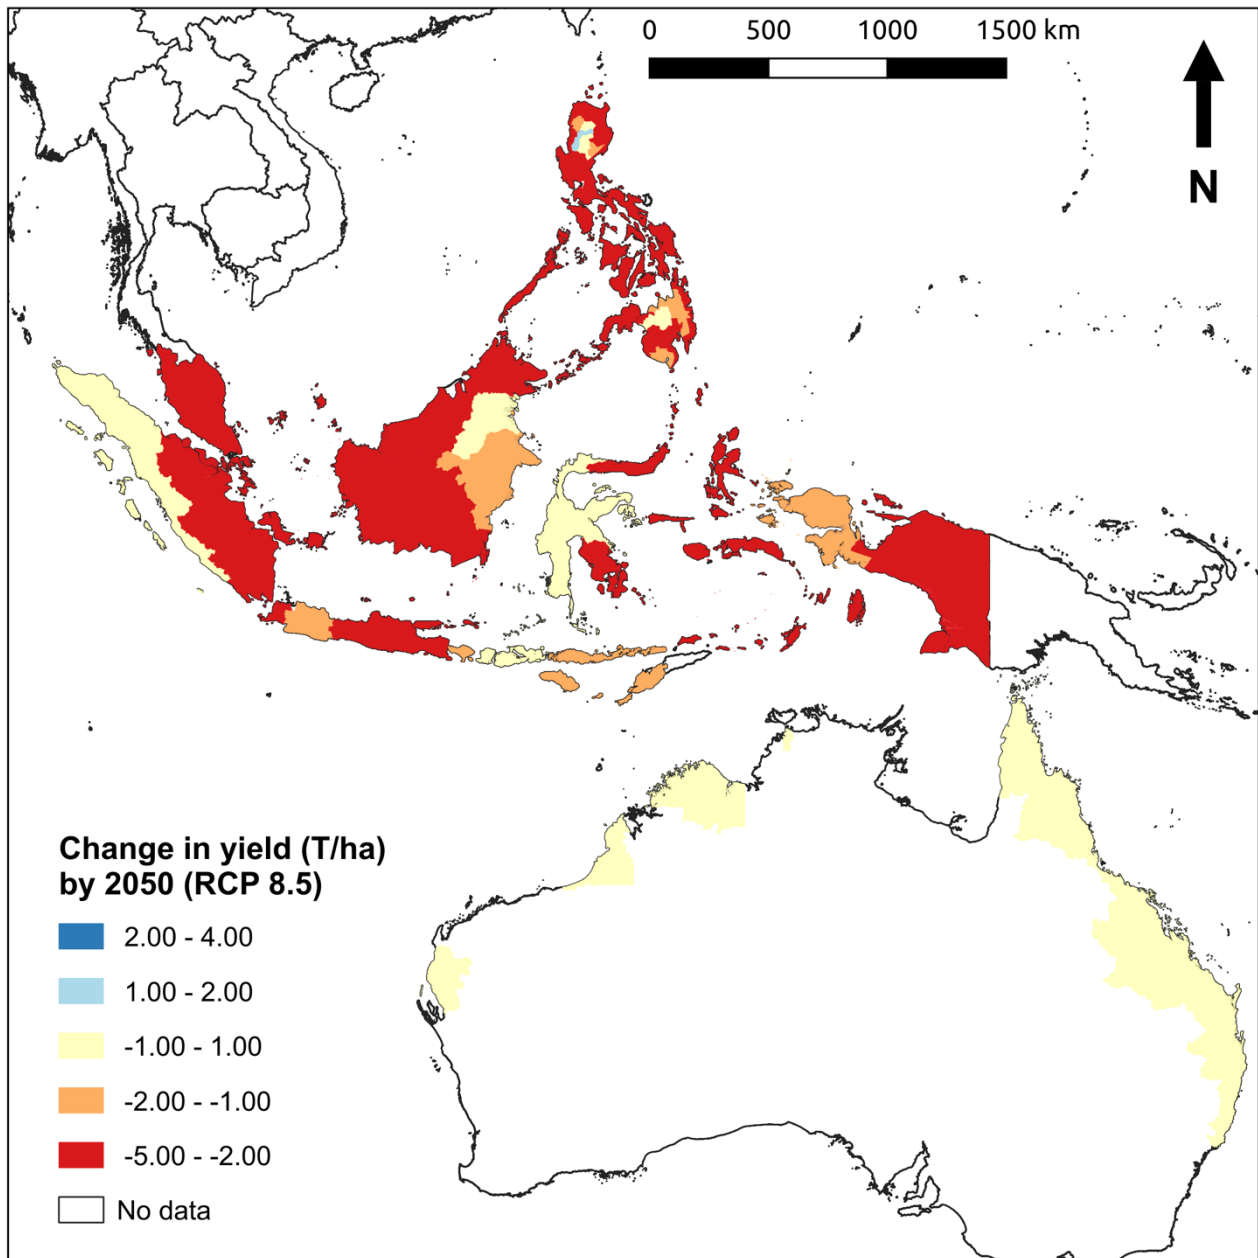 0 500 1000 1500 km
N
Change in yield (T/ha)
by 2050 (RCP 8.5)
2.00 - 4.00
1.00 - 2.00
-1.00 - 1.00
-2.00 - -1.00
-5.00 - -2.00
No data